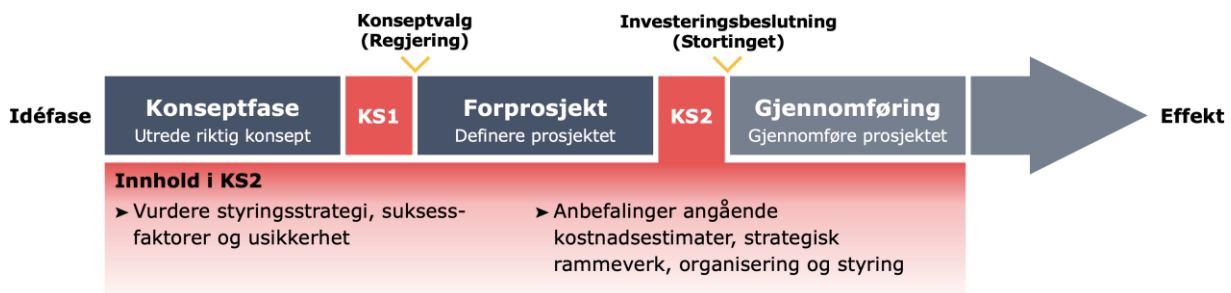 Konseptvalg
(Regjering)
Investeringsbeslutning
(Stortinget)
Idéfase
Konseptfase
Utrede riktig konsept
KS1
Forprosjekt
Definere prosjektet
KS2
Gjennomføring
Gjennomføre prosjektet
Effekt
Innhold i KS2
➤ Vurdere styringsstrategi, suksess-
faktorer og usikkerhet
➤ Anbefalinger angående
kostnadsestimater, strategisk
rammeverk, organisering og styring